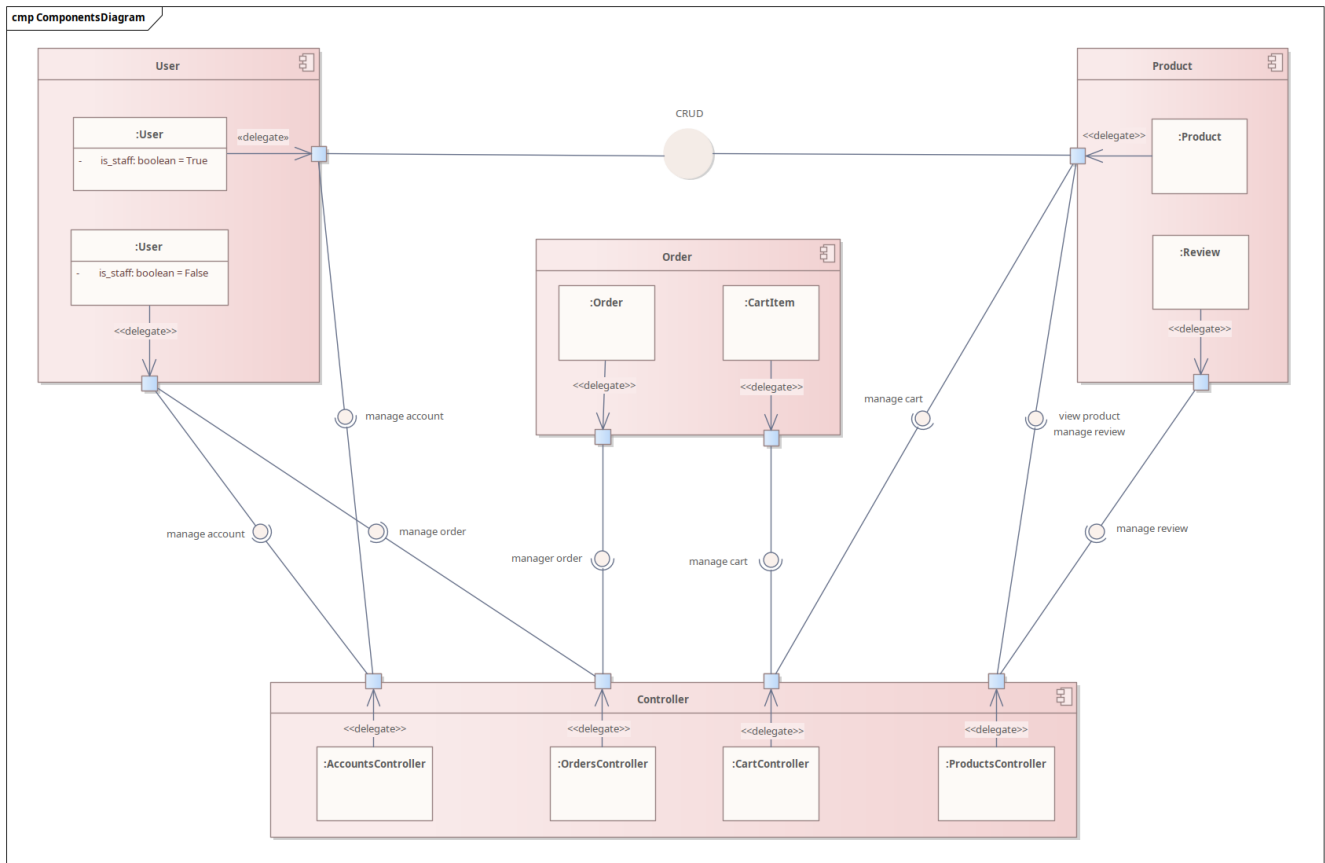 cmp ComponentsDiagram
User
:User
- is_staff: boolean = True
«delegate»
:User
- is_staff: boolean = False
<<delegate>>
CRUD
Product
<<delegate>>
:Product
:Review
<<delegate>>
Order
:Order
:CartItem
<<delegate>>
<<delegate>>
manage account
manage cart
view product
manage review
manage account
manage order
manager order
manage cart
manage review
Controller
<<delegate>>
<<delegate>>
<<delegate>>
<<delegate>>
:AccountsController
:OrdersController
:CartController
:ProductsController